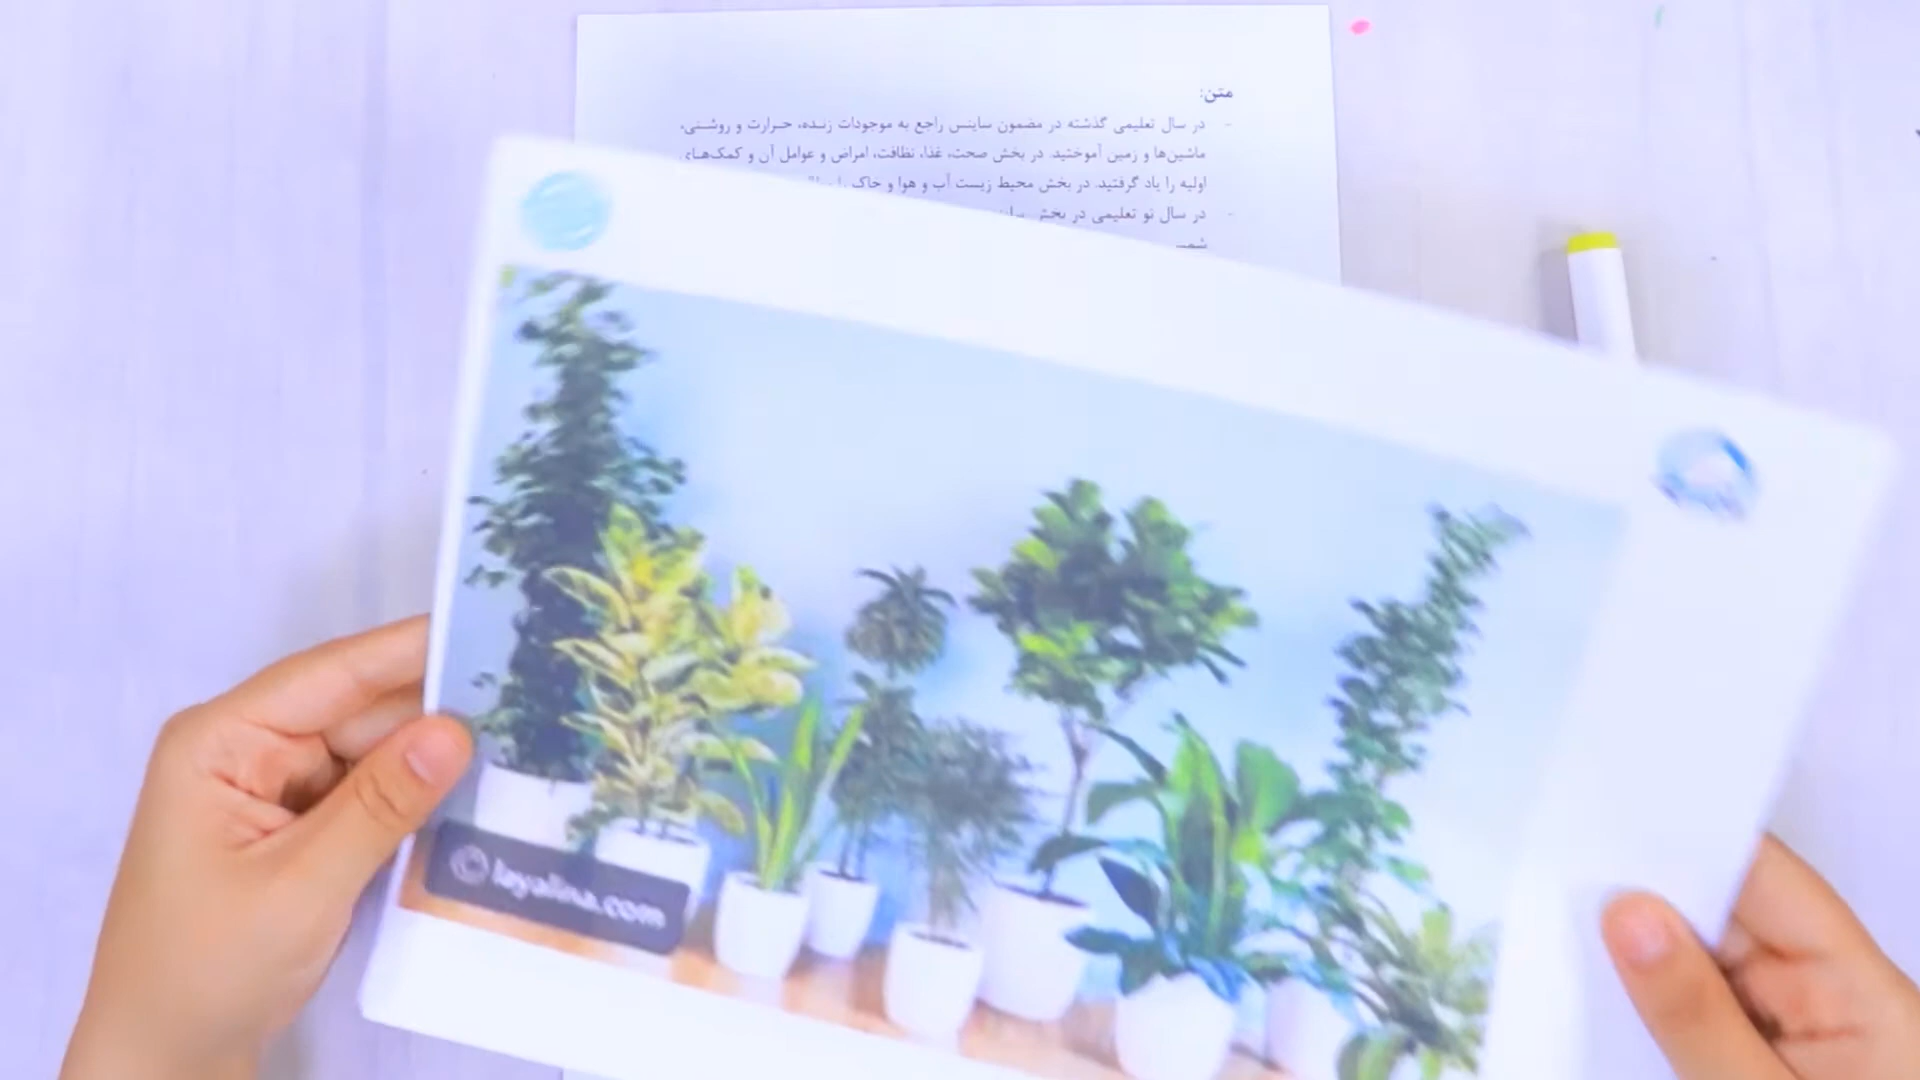 متن:
- در سال تعلیمی گذشته در مضمون ساینس راجع به موجودات زنده، حرارت و روشنی،
ماشین‌ها و زمین آموختید. در بخش صحت، غذا، نظافت، امراض و عوامل آن و کمک‌های
اولیه را یاد گرفتید. در بخش محیط زیست آب و هوا و خاک را
- در سال نو تعلیمی در بخش
layalina.com